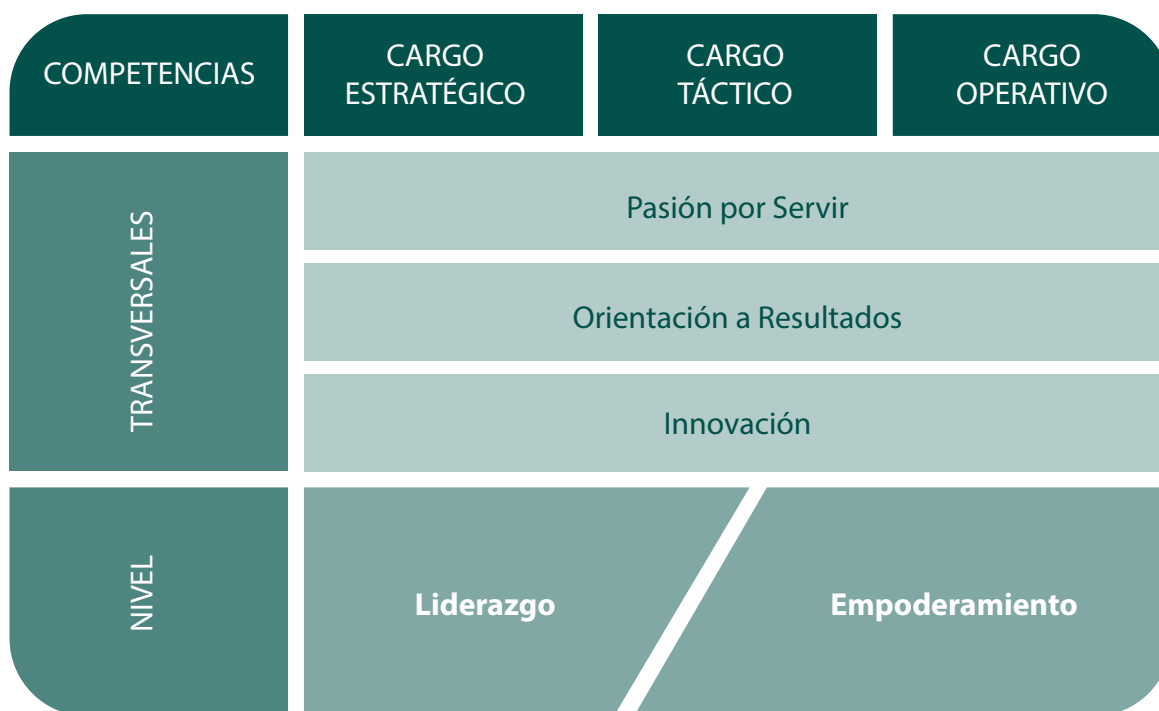 COMPETENCIAS
CARGO
ESTRATÉGICO
CARGO
TÁCTICO
CARGO
OPERATIVO
TRANSVERSALES
Pasión por Servir
Orientación a Resultados
Innovación
NIVEL
Liderazgo
Empoderamiento